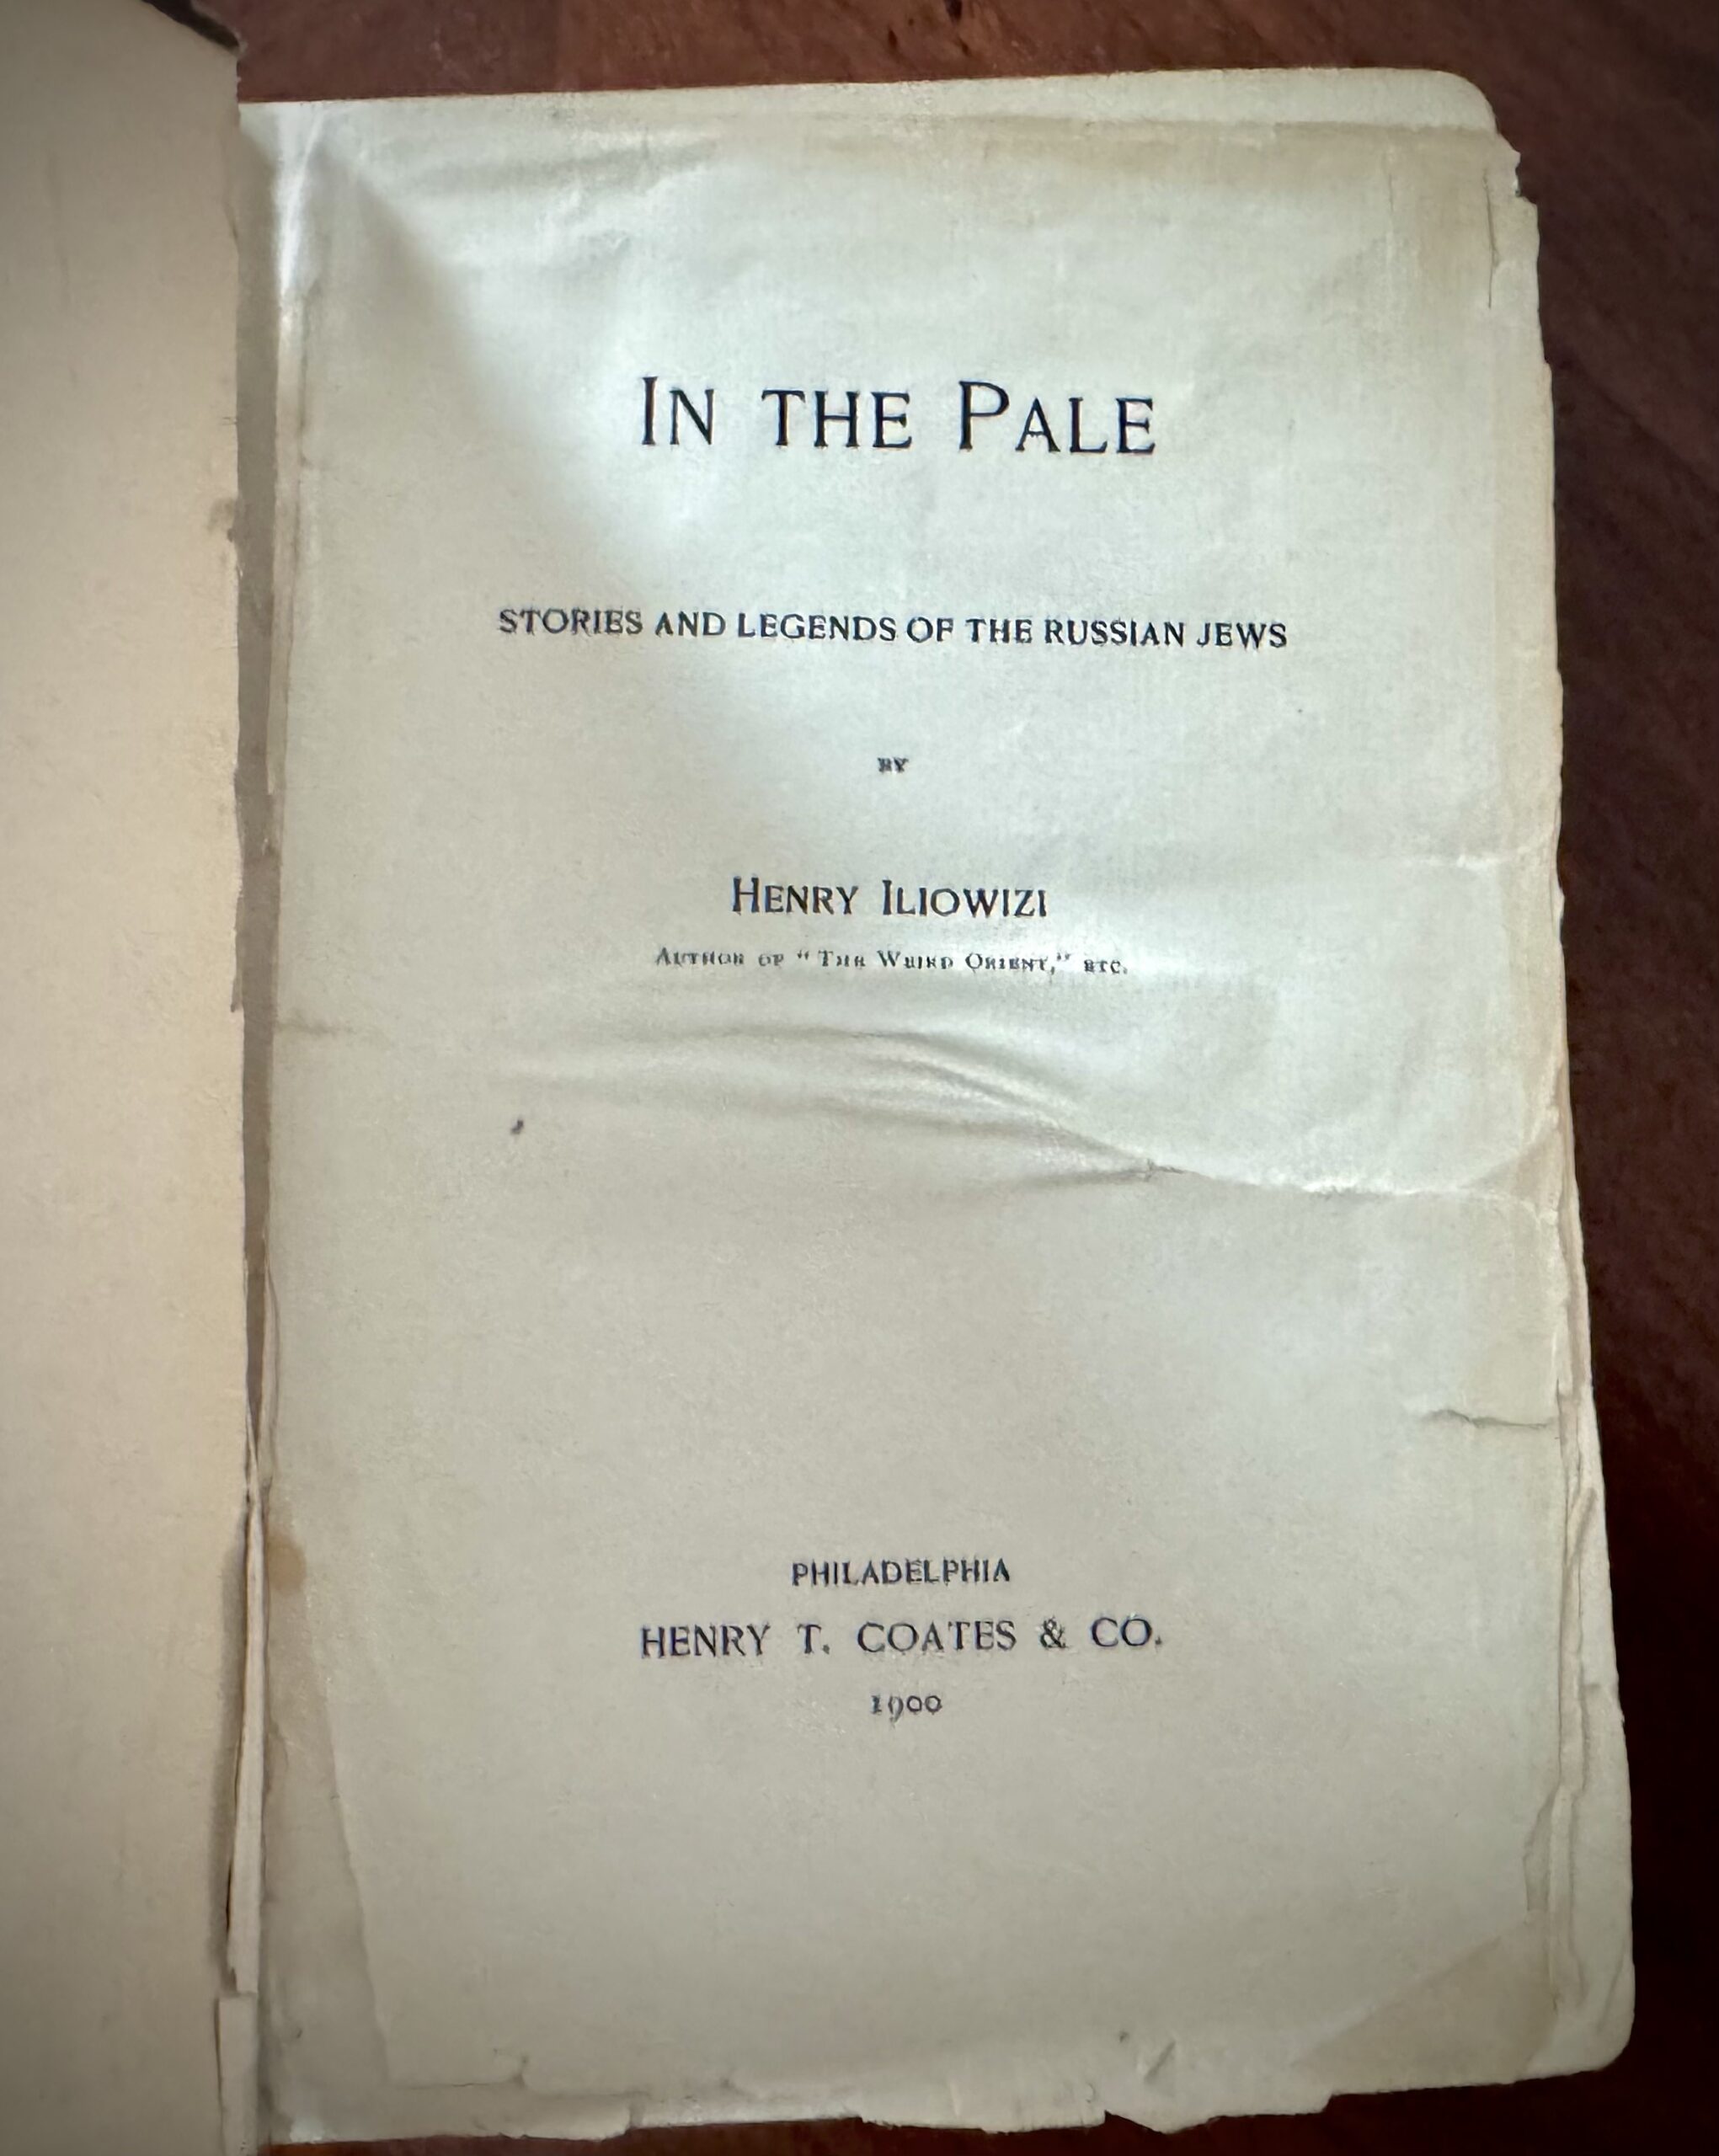 IN THE PALE
STORIES AND LEGENDS OF THE RUSSIAN JEWS
BY
HENRY ILIOWIZI
AUTHOR OF "THE WEIRD ORIENT," ETC.
PHILADELPHIA
HENRY T. COATES & CO.
1900